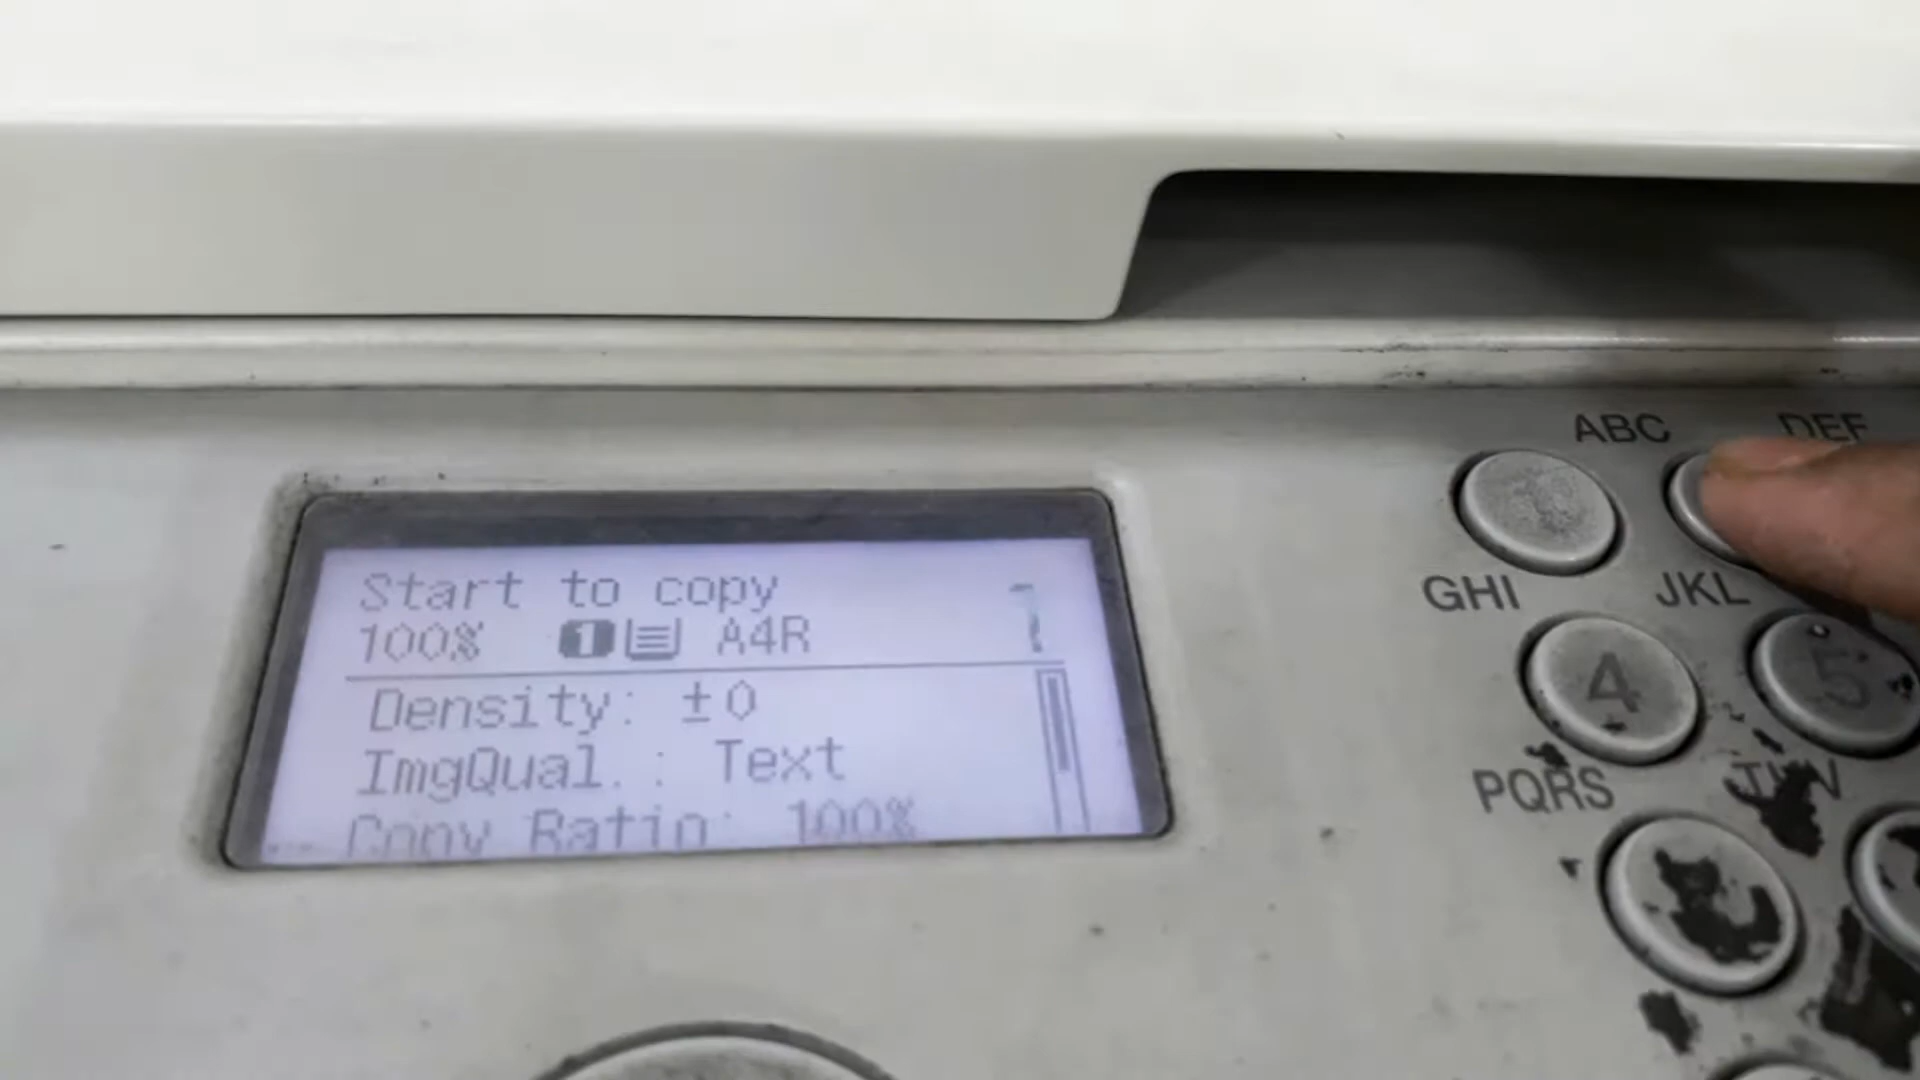 Start to copy
100% 1 A4R
Density: ±0
ImgQual.: Text
Copy Ratio: 100%
ABC DEF
GHI JKL
4 5
PQRS